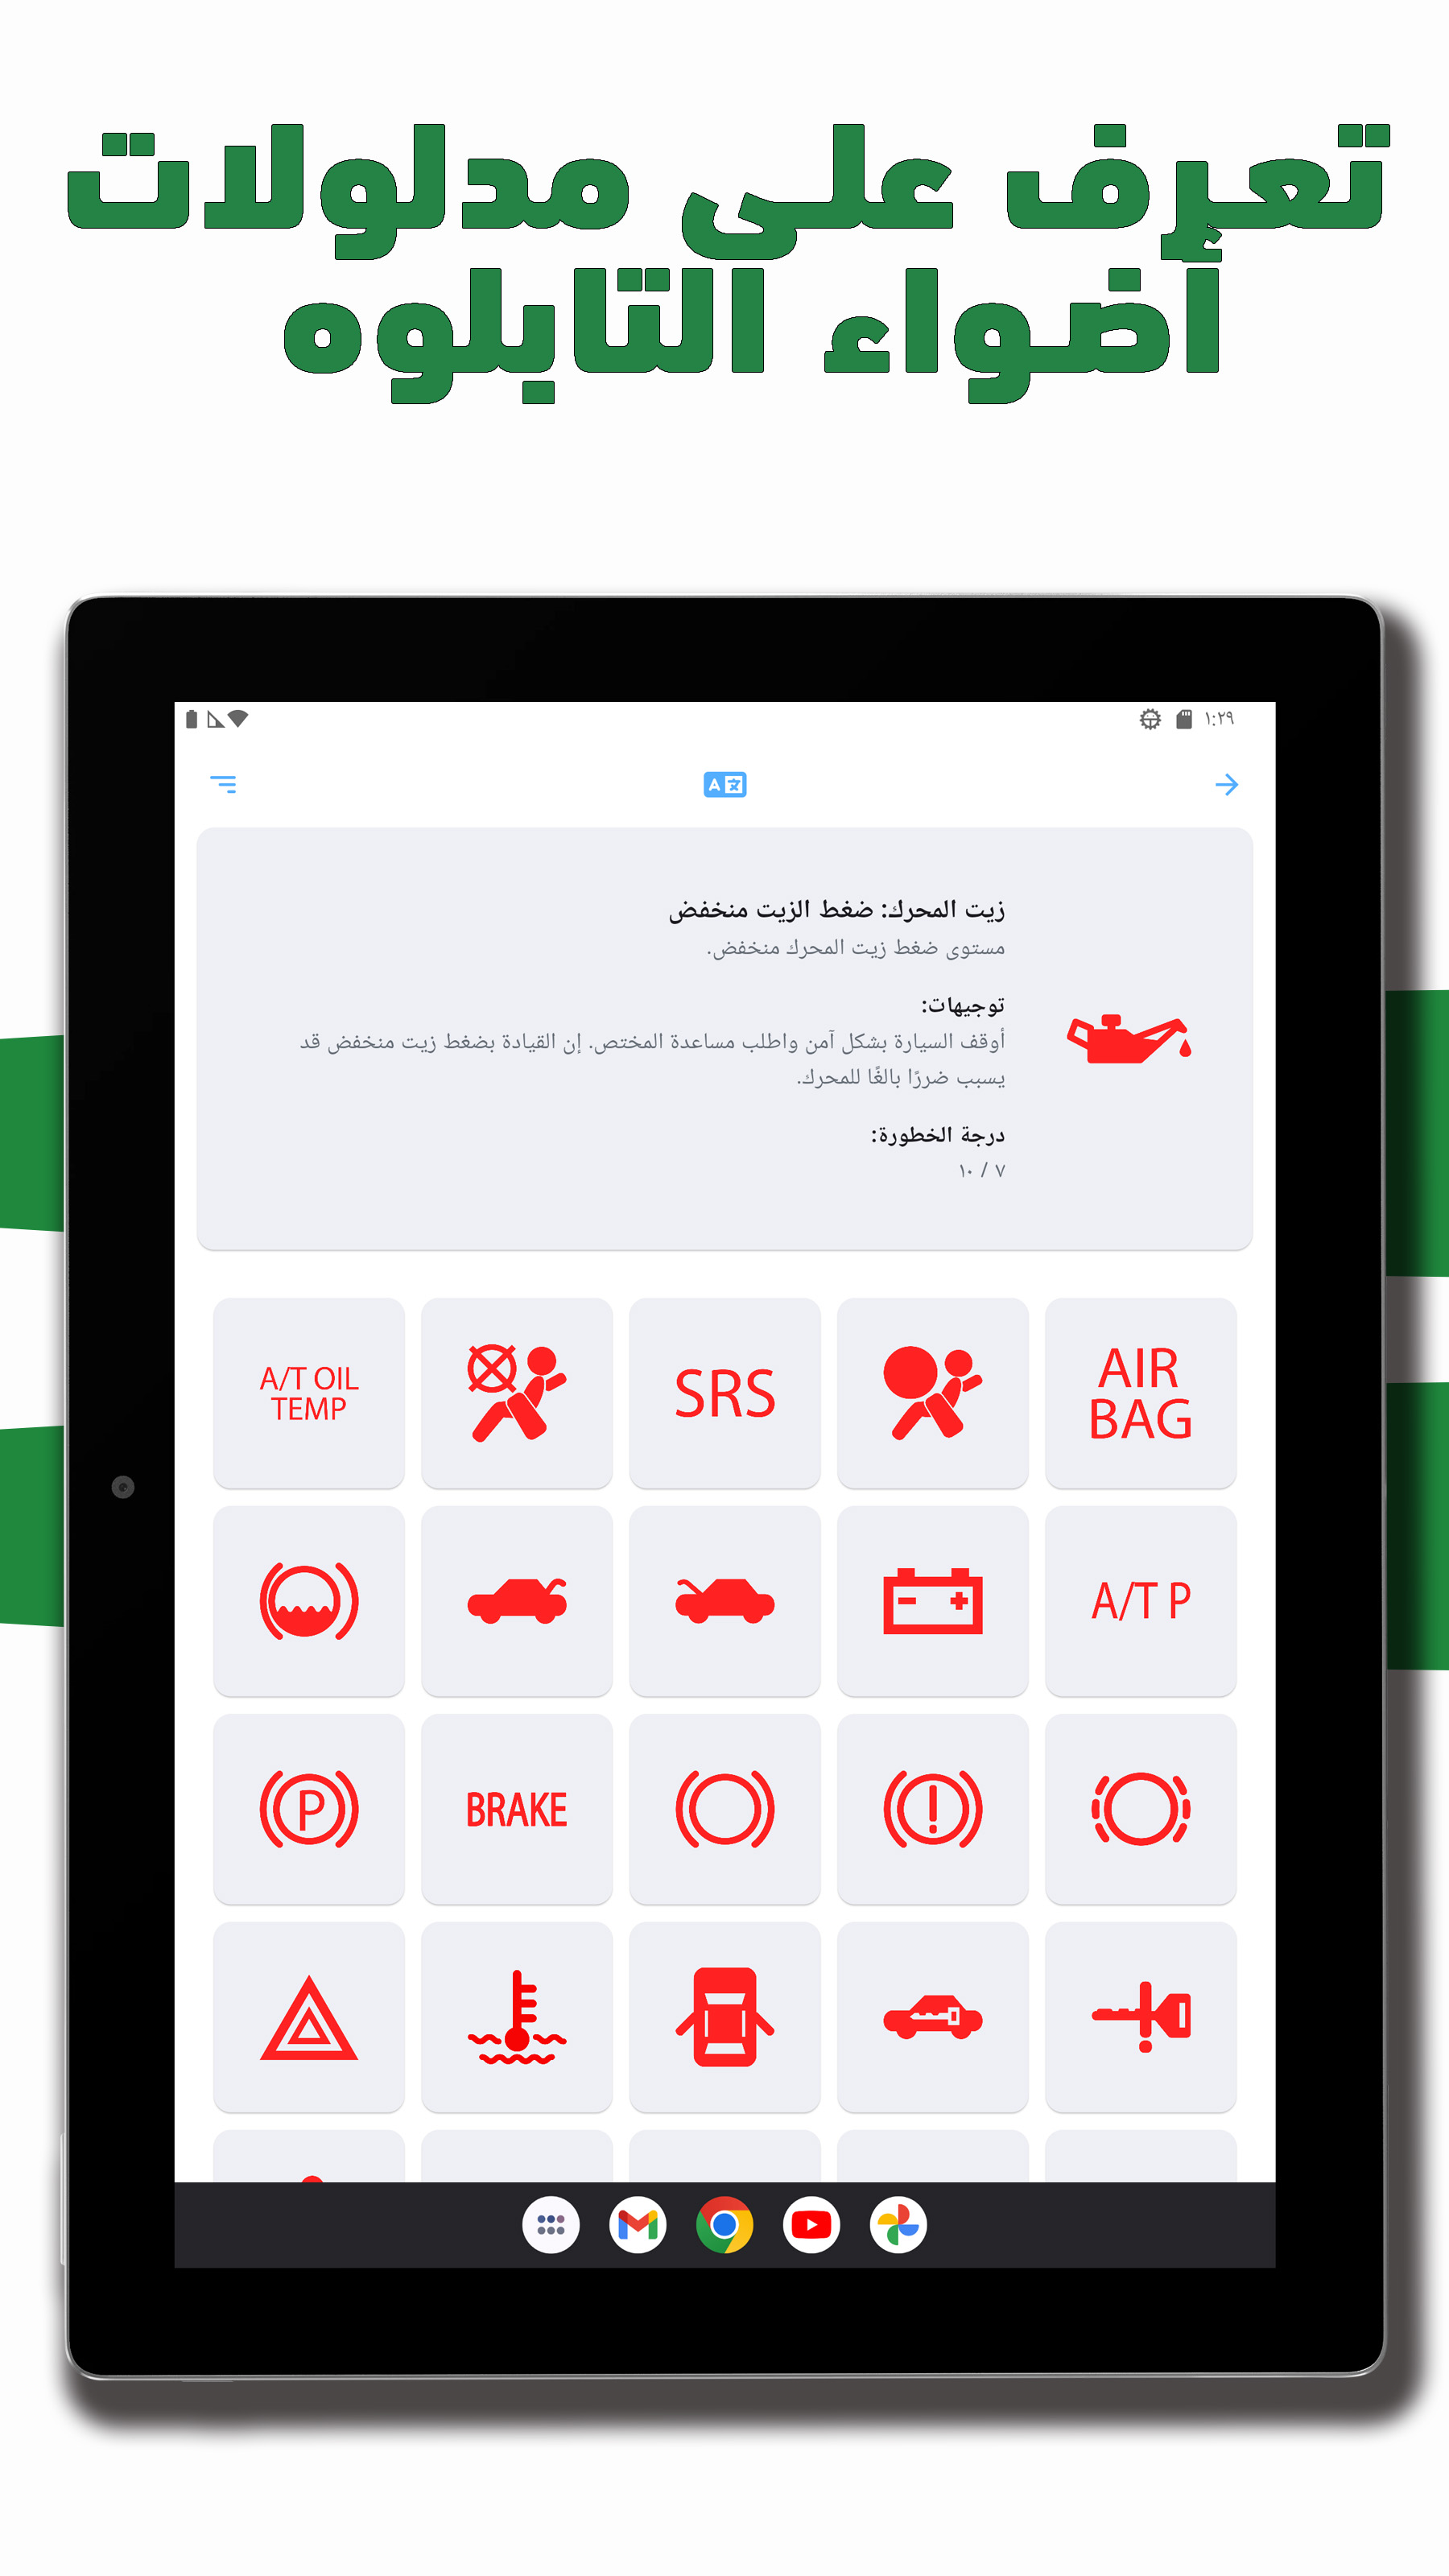 تعرف على مدلولات
أضواء التابلوه
١:٢٩
زيت المحرك: ضغط الزيت منخفض
مستوى ضغط زيت المحرك منخفض.
توجيهات:
أوقف السيارة بشكل آمن واطلب مساعدة المختص. إن القيادة بضغط زيت منخفض قد
يسبب ضررًا بالغًا للمحرك.
درجة الخطورة:
٧ / ١٠
AIR
BAG
SRS
A/T OIL
TEMP
A/T P
BRAKE
P